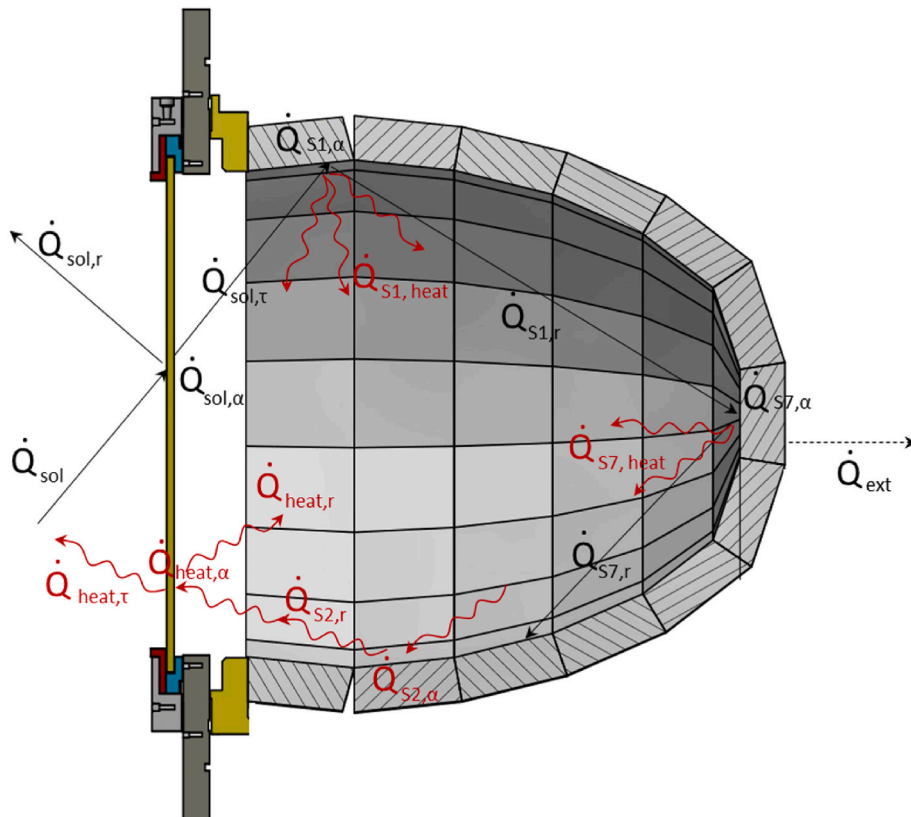 Q̇ S1,α
Q̇ sol,r
Q̇ sol,τ
Q̇ S1, heat
Q̇ S1,r
Q̇ sol,α
Q̇ S7,α
Q̇ sol
Q̇ S7, heat
Q̇ ext
Q̇ heat,r
Q̇ heat,α
Q̇ S7,r
Q̇ heat,τ
Q̇ S2,r
Q̇ S2,α